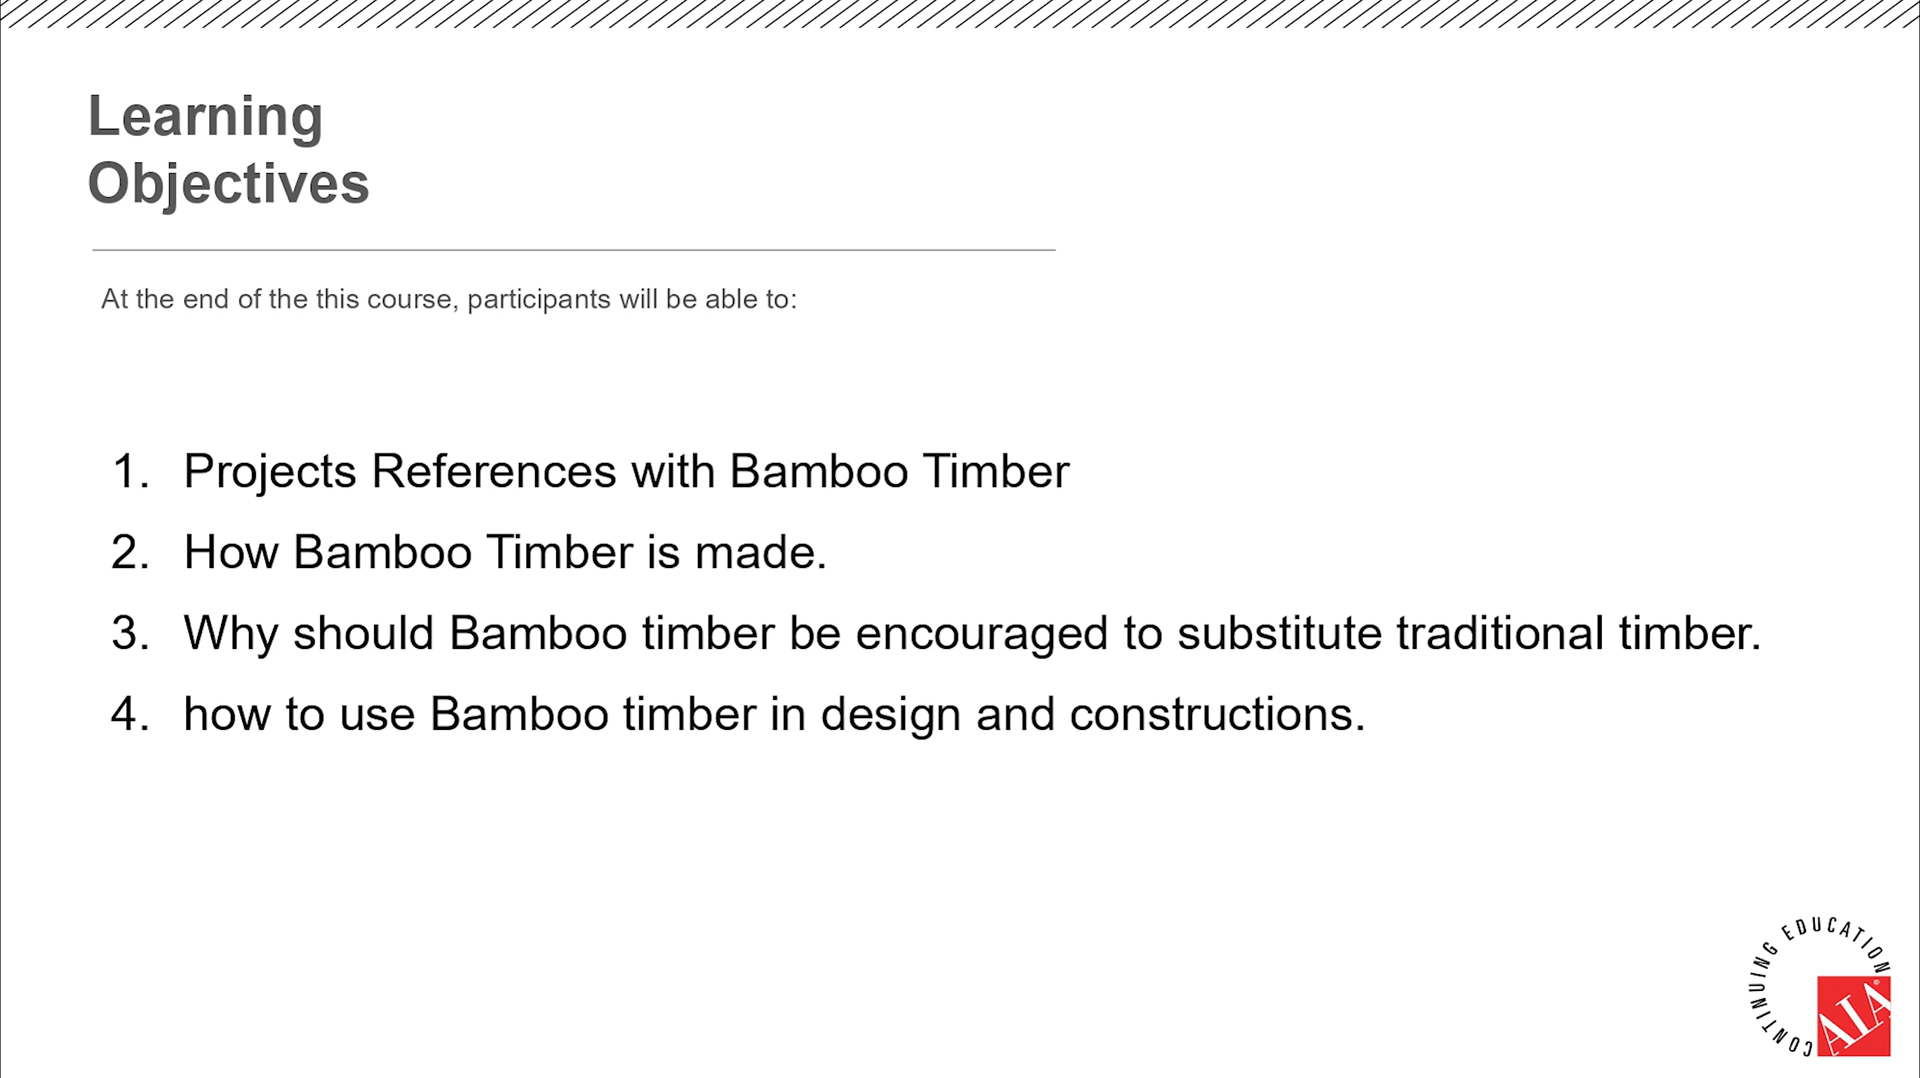 Learning
Objectives
At the end of the this course, participants will be able to:
1. Projects References with Bamboo Timber
2. How Bamboo Timber is made.
3. Why should Bamboo timber be encouraged to substitute traditional timber.
4. how to use Bamboo timber in design and constructions.
CONTINUING EDUCATION
AIA®